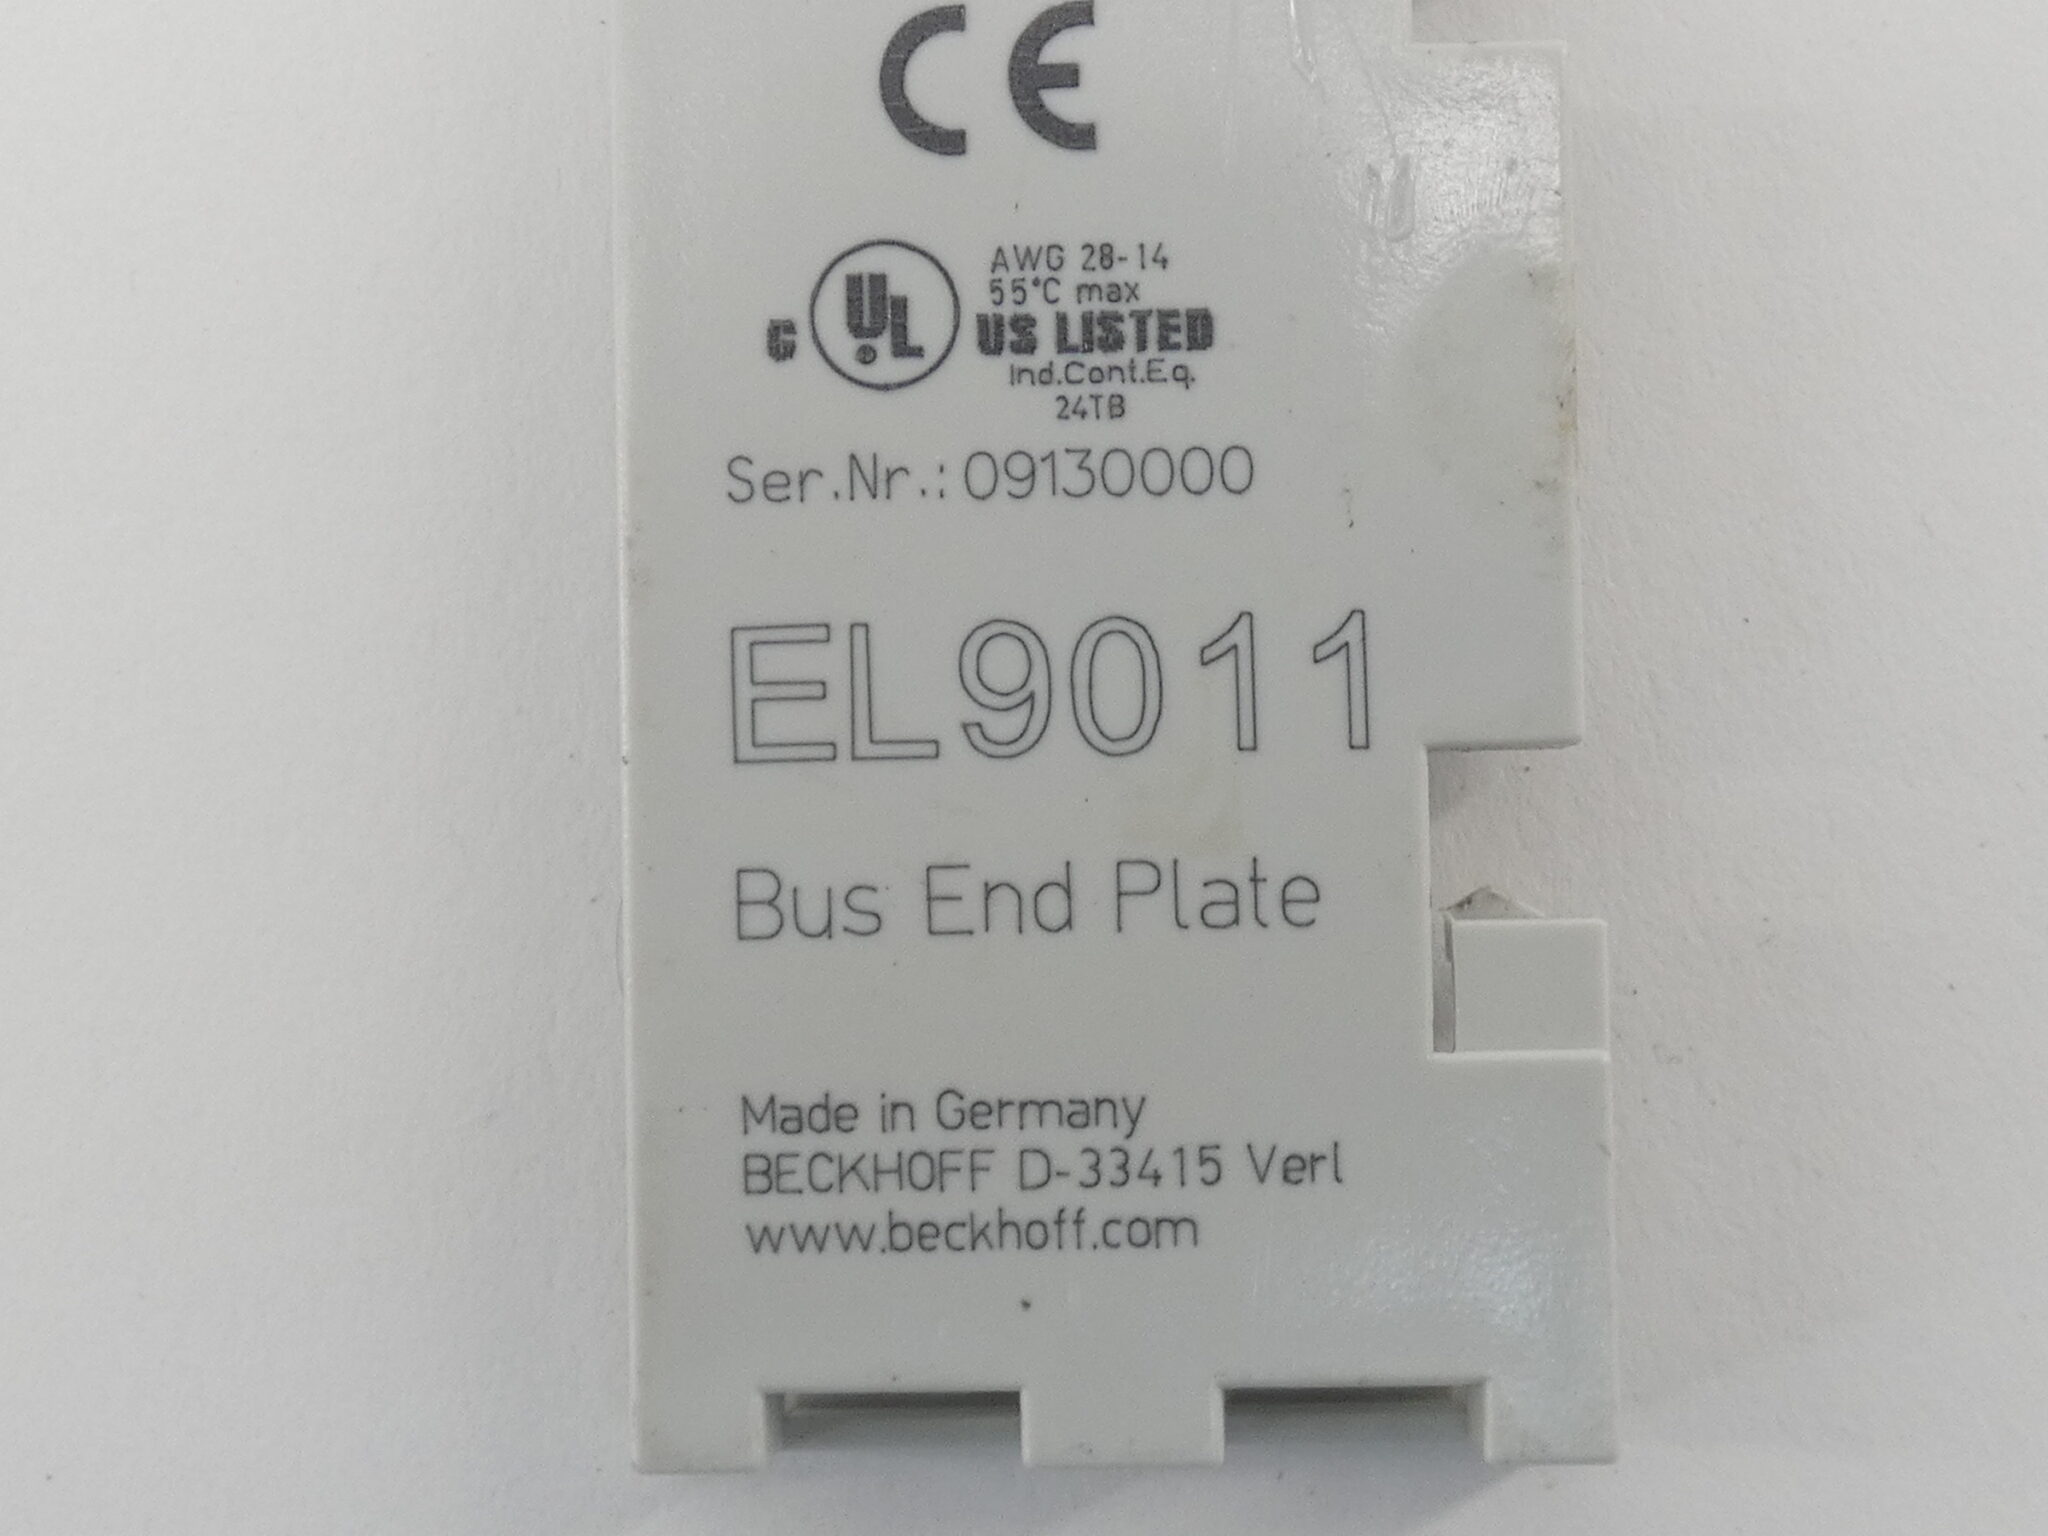 CE
AWG 28-14
55°C max
c UL ® US LISTED
Ind.Cont.Eq.
24TB
Ser.Nr.: 09130000
EL9011
Bus End Plate
Made in Germany
BECKHOFF D-33415 Verl
www.beckhoff.com